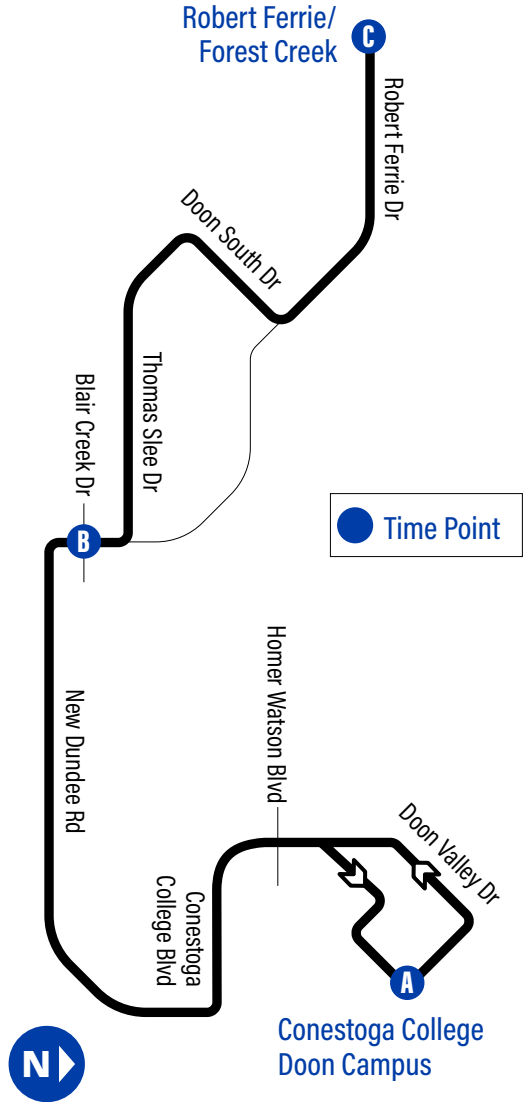 Robert Ferrie/
Forest Creek
C
Robert Ferrie Dr
Doon South Dr
Thomas Slee Dr
Blair Creek Dr
B
Time Point
New Dundee Rd
Homer Watson Blvd
Doon Valley Dr
Conestoga
College Blvd
A
Conestoga College
Doon Campus
N